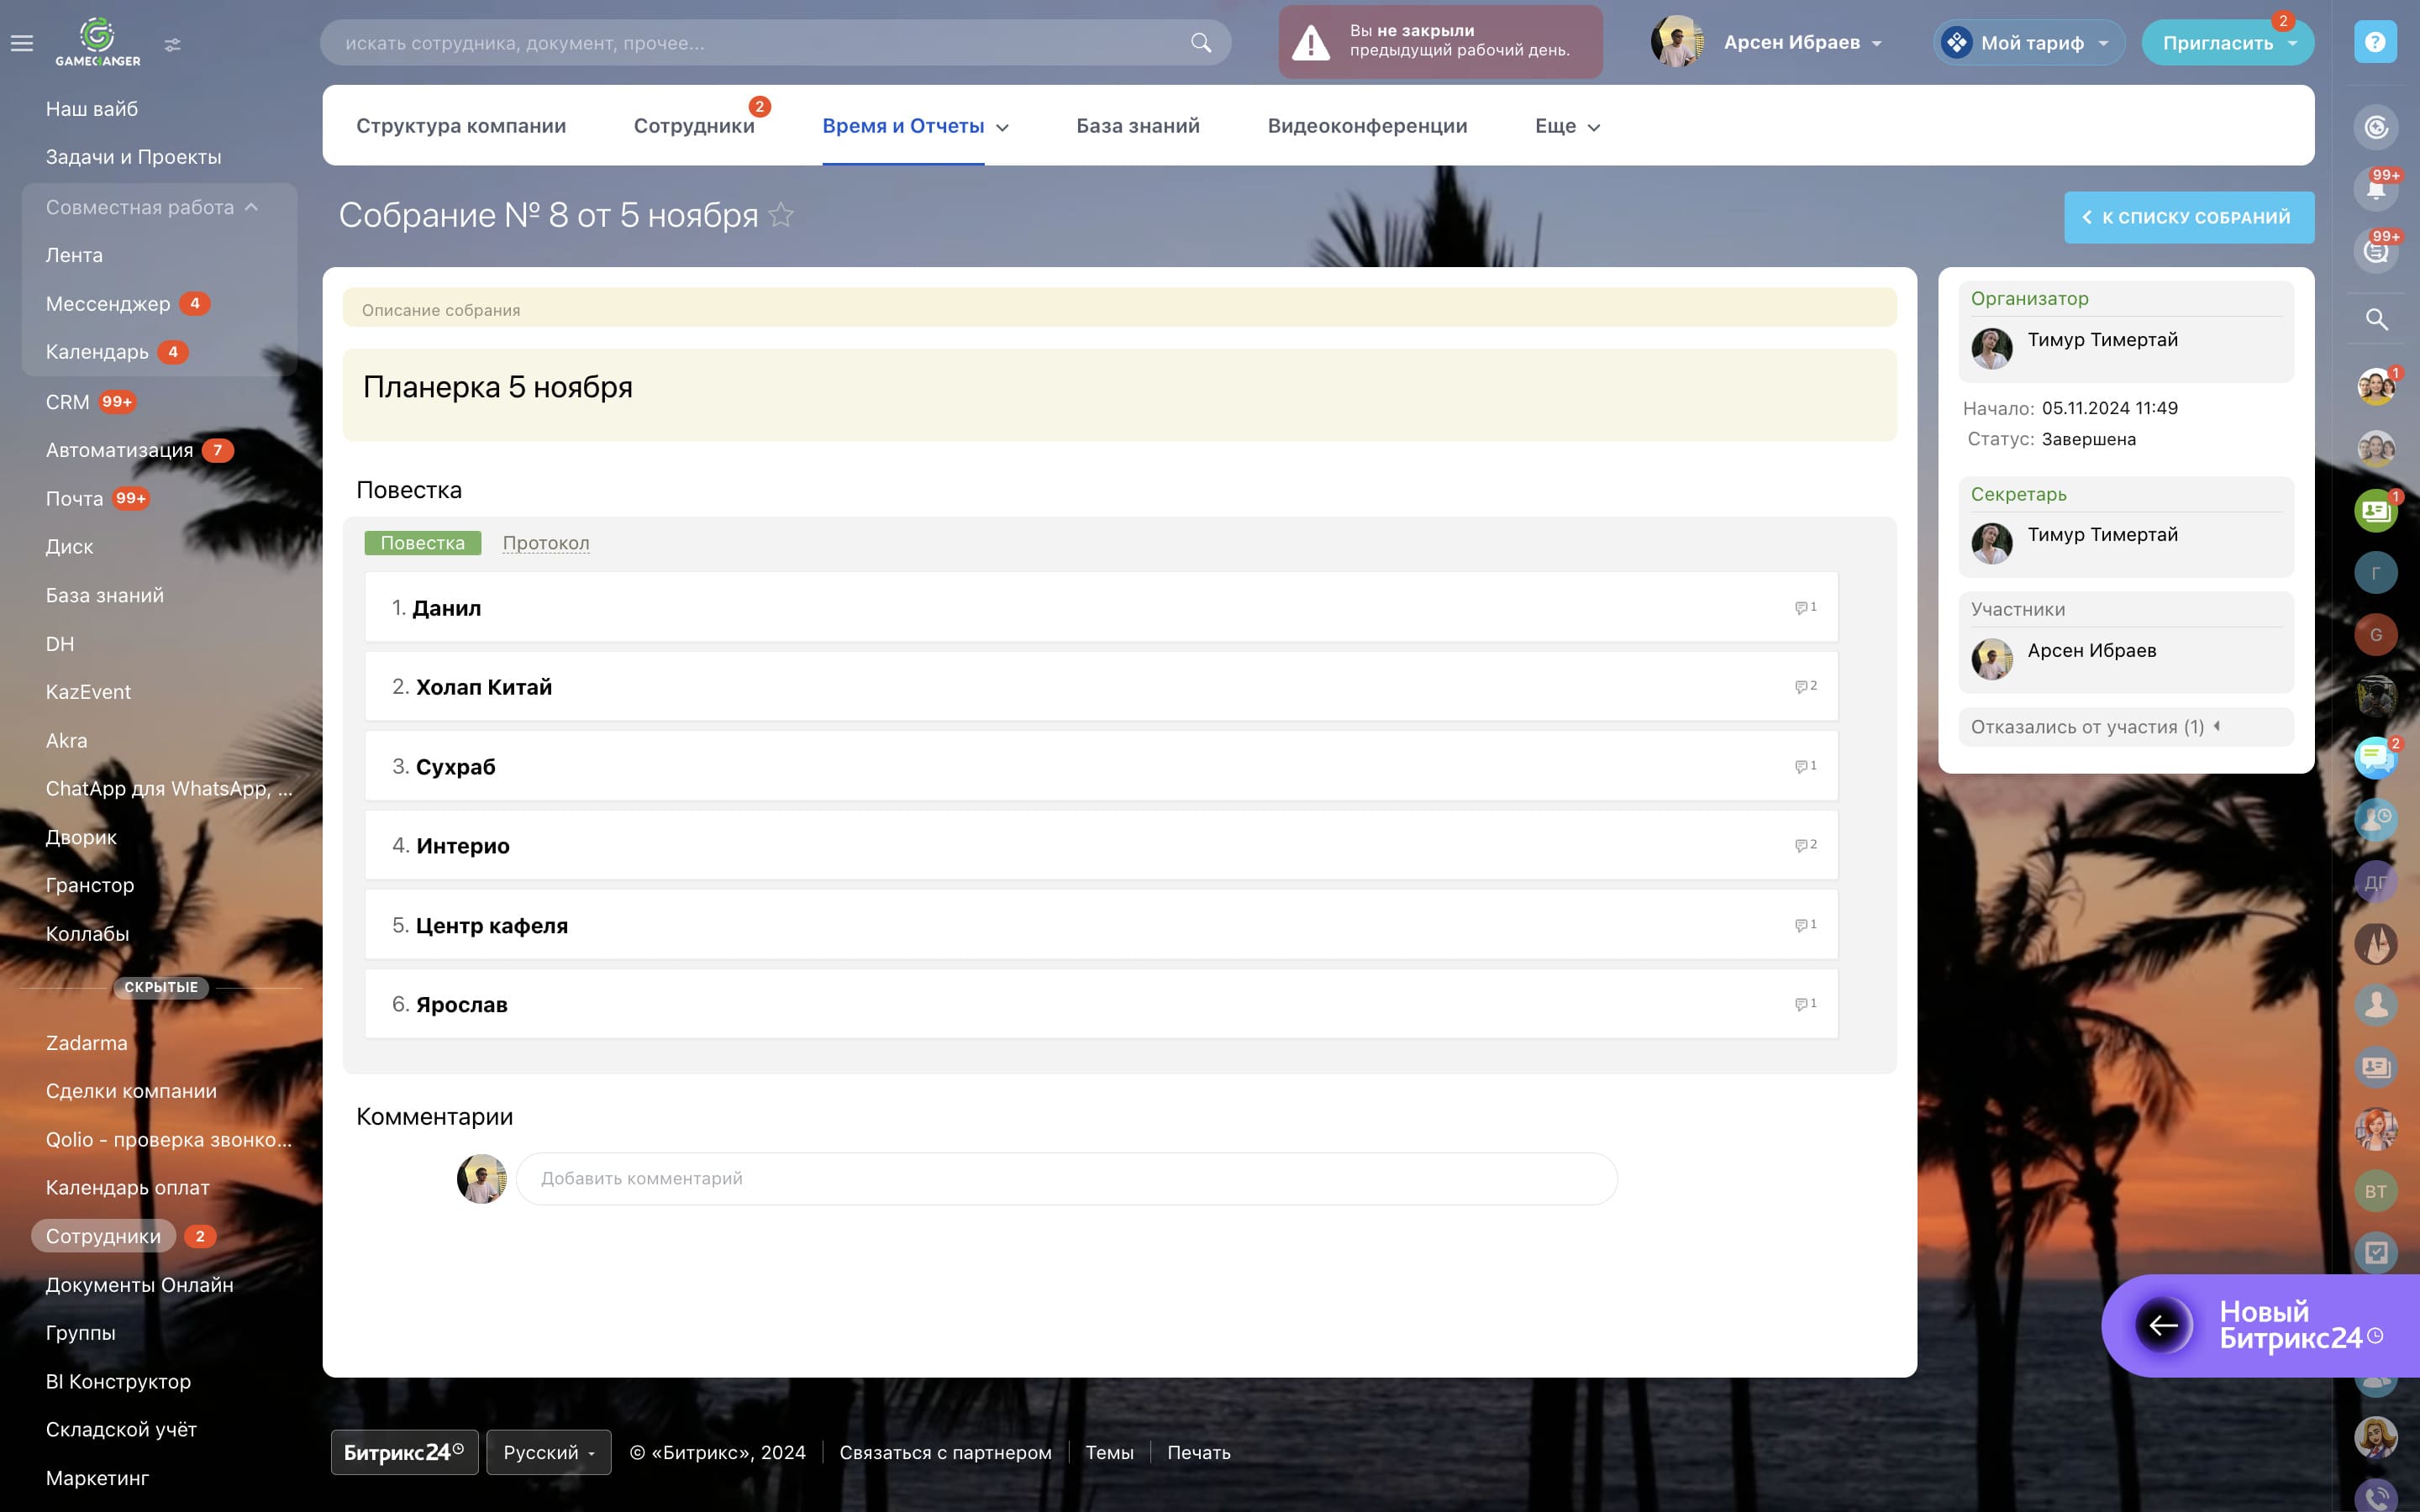 GAMECHANGER
искать сотрудника, документ, прочее...
Вы не закрыли
предыдущий рабочий день.
Арсен Ибраев
Мой тариф
Пригласить
2
?
Наш вайб
Задачи и Проекты
Совместная работа
Лента
Мессенджер 4
Календарь 4
CRM 99+
Автоматизация 7
Почта 99+
Диск
База знаний
DH
KazEvent
Akra
ChatApp для WhatsApp, ...
Дворик
Гранстор
Коллабы
СКРЫТЫЕ
Zadarma
Сделки компании
Qolio - проверка звонко...
Календарь оплат
Сотрудники 2
Документы Онлайн
Группы
BI Конструктор
Складской учёт
Маркетинг
Структура компании
Сотрудники 2
Время и Отчеты
База знаний
Видеоконференции
Еще
Собрание № 8 от 5 ноября
К СПИСКУ СОБРАНИЙ
Описание собрания
Планерка 5 ноября
Повестка
Повестка Протокол
1. Данил 1
2. Холап Китай 2
3. Сухраб 1
4. Интерио 2
5. Центр кафеля 1
6. Ярослав 1
Комментарии
Добавить комментарий
Организатор
Тимур Тимертай
Начало: 05.11.2024 11:49
Статус: Завершена
Секретарь
Тимур Тимертай
Участники
Арсен Ибраев
Отказались от участия (1)
99+
99+
1
1
Г
G
2
ДГ
ВТ
Новый
Битрикс24
Битрикс24
Русский
© «Битрикс», 2024
Связаться с партнером
Темы
Печать